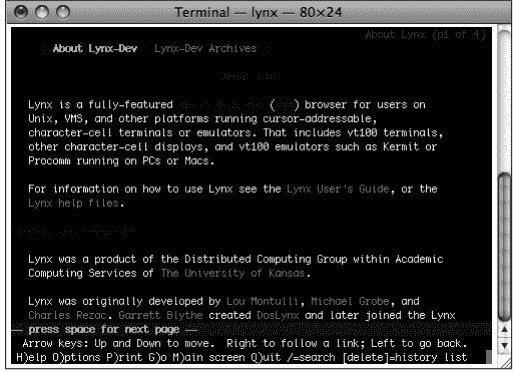 Terminal — lynx — 80×24
About Lynx (p1 of 4)
: About Lynx-Dev : Lynx-Dev Archives :
Lynx is a fully-featured ( ) browser for users on
Unix, VMS, and other platforms running cursor-addressable,
character-cell terminals or emulators. That includes vt100 terminals,
other character-cell displays, and vt100 emulators such as Kermit or
Procomm running on PCs or Macs.
For information on how to use Lynx see the Lynx User's Guide, or the
Lynx help files.
Lynx was a product of the Distributed Computing Group within Academic
Computing Services of The University of Kansas.
Lynx was originally developed by Lou Montulli, Michael Grobe, and
Charles Rezac. Garrett Blythe created DosLynx and later joined the Lynx
— press space for next page —
Arrow keys: Up and Down to move. Right to follow a link; Left to go back.
H)elp O)ptions P)rint G)o M)ain screen Q)uit /=search [delete]=history list